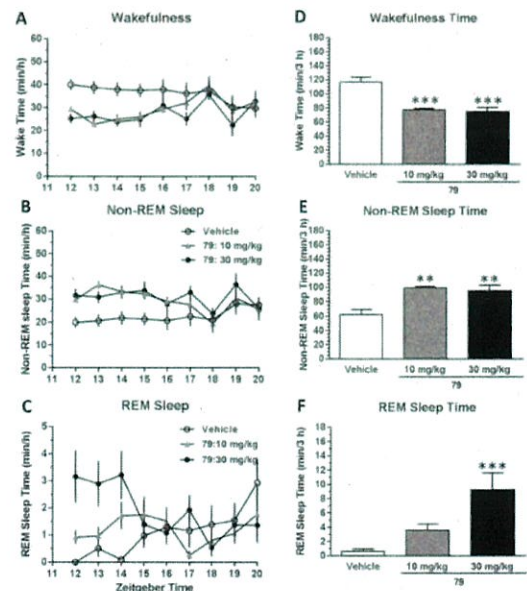 A
Wakefulness
Wake Time (min/h)
60
50
40
30
20
10
0
11 12 13 14 15 16 17 18 19 20
B
Non-REM Sleep
Non-REM sleep Time (min/h)
60
50
40
30
20
10
0
Vehicle
79: 10 mg/kg
79: 30 mg/kg
11 12 13 14 15 16 17 18 19 20
C
REM Sleep
REM Sleep Time (min/h)
5
4
3
2
1
0
Vehicle
79:10 mg/kg
79:30 mg/kg
11 12 13 14 15 16 17 18 19 20
Zeitgeber Time
D
Wakefulness Time
Wake Time (min/3 h)
180
160
140
120
100
80
60
40
20
0
***
***
Vehicle 10 mg/kg 30 mg/kg
79
E
Non-REM Sleep Time
Non-REM Sleep Time (min/3 h)
180
160
140
120
100
80
60
40
20
0
**
**
Vehicle 10 mg/kg 30 mg/kg
79
F
REM Sleep Time
REM Sleep Time (min/3 h)
18
16
14
12
10
8
6
4
2
0
***
Vehicle 10 mg/kg 30 mg/kg
79